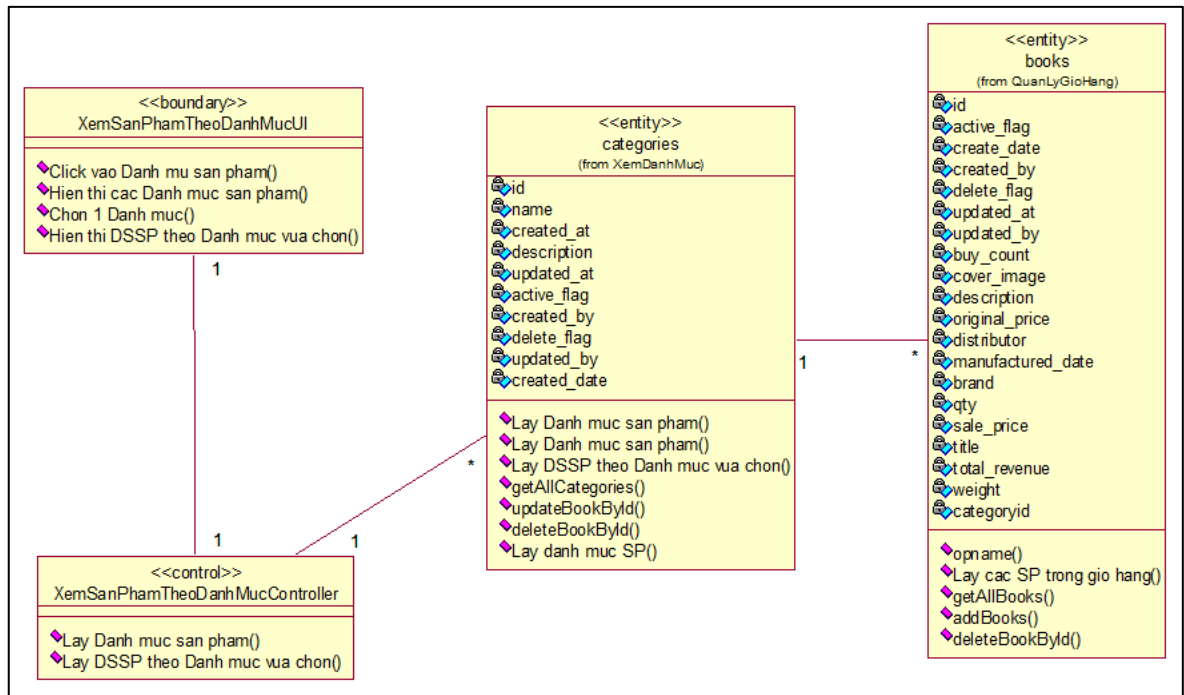 <<boundary>>
XemSanPhamTheoDanhMucUI
Click vao Danh mu san pham()
Hien thi cac Danh muc san pham()
Chon 1 Danh muc()
Hien thi DSSP theo Danh muc vua chon()
1
1
<<control>>
XemSanPhamTheoDanhMucController
Lay Danh muc san pham()
Lay DSSP theo Danh muc vua chon()
1
*
<<entity>>
categories
(from XemDanhMuc)
id
name
created_at
description
updated_at
active_flag
created_by
delete_flag
updated_by
created_date
Lay Danh muc san pham()
Lay Danh muc san pham()
Lay DSSP theo Danh muc vua chon()
getAllCategories()
updateBookById()
deleteBookById()
Lay danh muc SP()
1
*
<<entity>>
books
(from QuanLyGioHang)
id
active_flag
create_date
created_by
delete_flag
updated_at
updated_by
buy_count
cover_image
description
original_price
distributor
manufactured_date
brand
qty
sale_price
title
total_revenue
weight
categoryid
opname()
Lay cac SP trong gio hang()
getAllBooks()
addBooks()
deleteBookById()